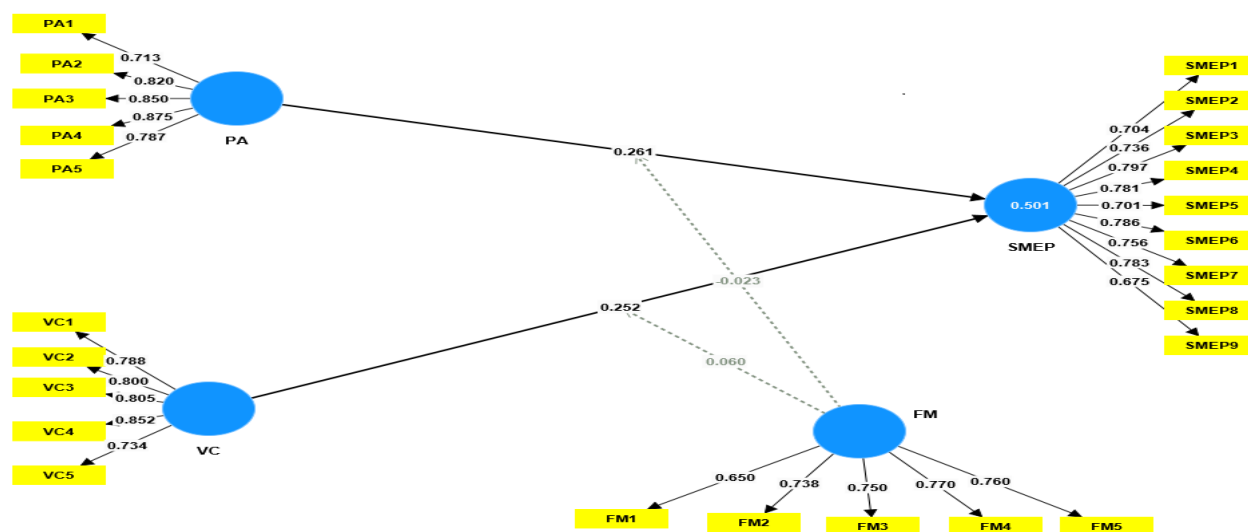 PA1
PA2
PA3
PA4
PA5
0.713
0.820
0.850
0.875
0.787
PA
0.261
SMEP1
SMEP2
SMEP3
SMEP4
SMEP5
SMEP6
SMEP7
SMEP8
SMEP9
0.704
0.736
0.797
0.781
0.701
0.786
0.756
0.783
0.675
0.501
SMEP
VC1
VC2
VC3
VC4
VC5
0.788
0.800
0.805
0.852
0.734
VC
0.252
-0.023
0.060
FM
0.650
0.738
0.750
0.770
0.760
FM1
FM2
FM3
FM4
FM5